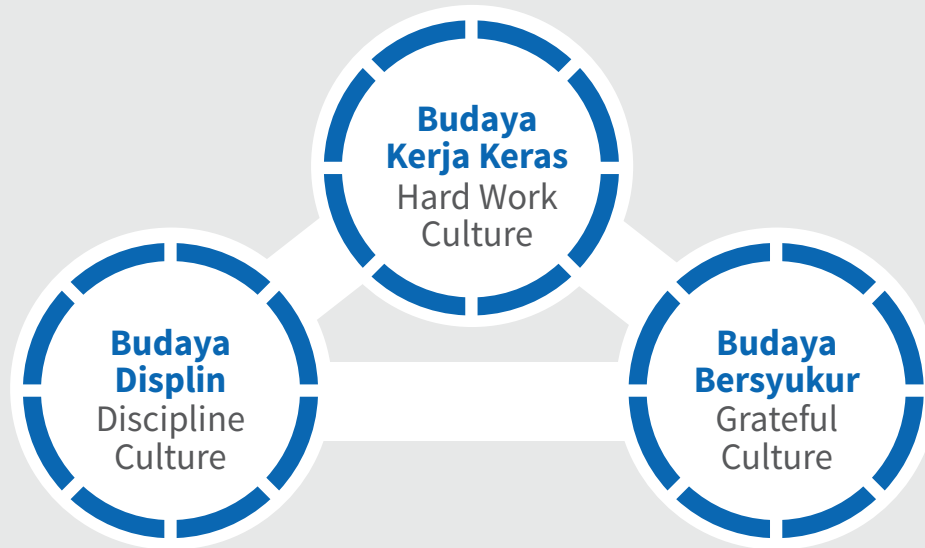 Budaya
Kerja Keras
Hard Work
Culture
Budaya
Displin
Discipline
Culture
Budaya
Bersyukur
Grateful
Culture